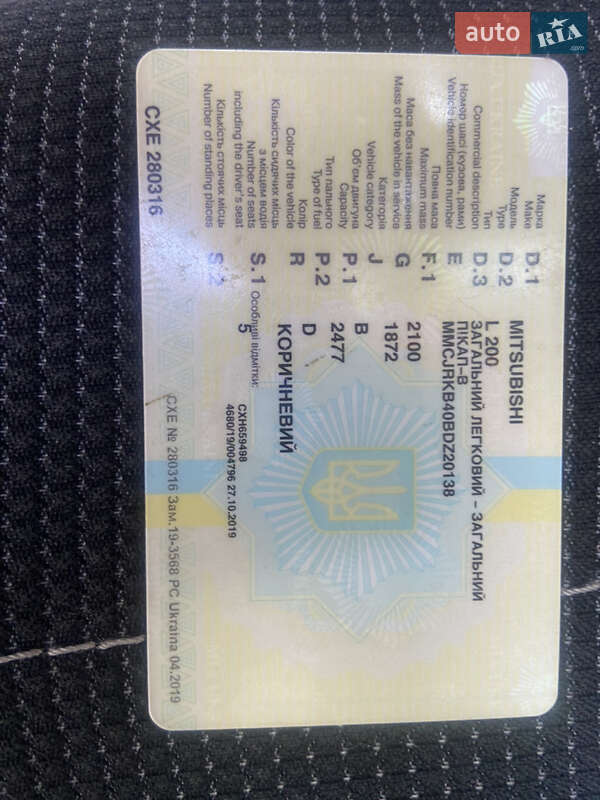 auto RIA .com
Марка D.1 MITSUBISHI
Make
Модель D.2 L 200
Type
Тип D.3 ЗАГАЛЬНИЙ ЛЕГКОВИЙ – ЗАГАЛЬНИЙ
Commercial description ПІКАП–В
Номер шасі (кузова, рами) E MMCJRKB40BDZ20138
Vehicle identification number
Повна маса F.1 2100
Maximum mass
Маса без навантаження G 1872
Mass of the vehicle in service
Категорія J B
Vehicle category
Об'єм двигуна P.1 2477
Capacity
Тип пального P.2 D
Type of fuel
Колір R КОРИЧНЕВИЙ
Color of the vehicle
Кількість сидячих місць S.1 5
з місцем водія
Number of seats
including the driver's seat
Особливі відмітки:
Кількість стоячих місць
Number of standing places
CXH659498
4680/19/004796 27.10.2019
CXE 280316
CXE № 280316 Зам.19-3568 PC Ukraina 04.2019